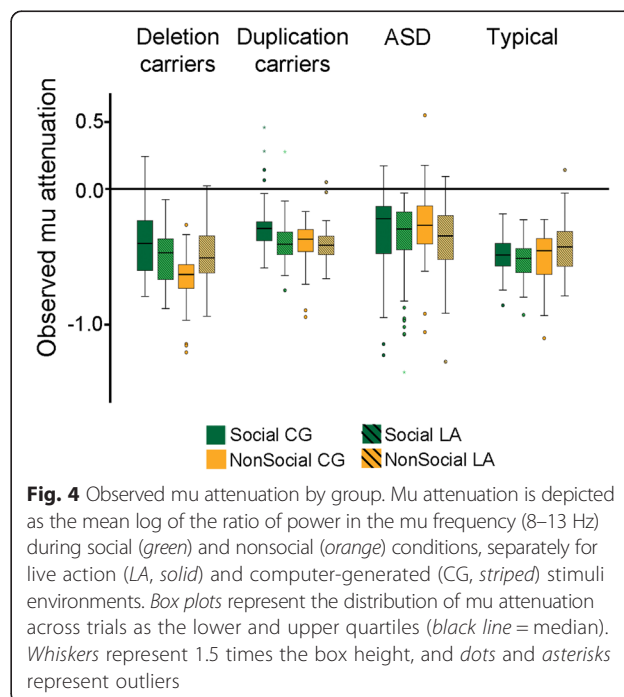 Deletion carriers
Duplication carriers
ASD
Typical
Observed mu attenuation
0.5
0.0
-1.0
Social CG
Social LA
NonSocial CG
NonSocial LA
Fig. 4 Observed mu attenuation by group. Mu attenuation is depicted
as the mean log of the ratio of power in the mu frequency (8–13 Hz)
during social (green) and nonsocial (orange) conditions, separately for
live action (LA, solid) and computer-generated (CG, striped) stimuli
environments. Box plots represent the distribution of mu attenuation
across trials as the lower and upper quartiles (black line = median).
Whiskers represent 1.5 times the box height, and dots and asterisks
represent outliers